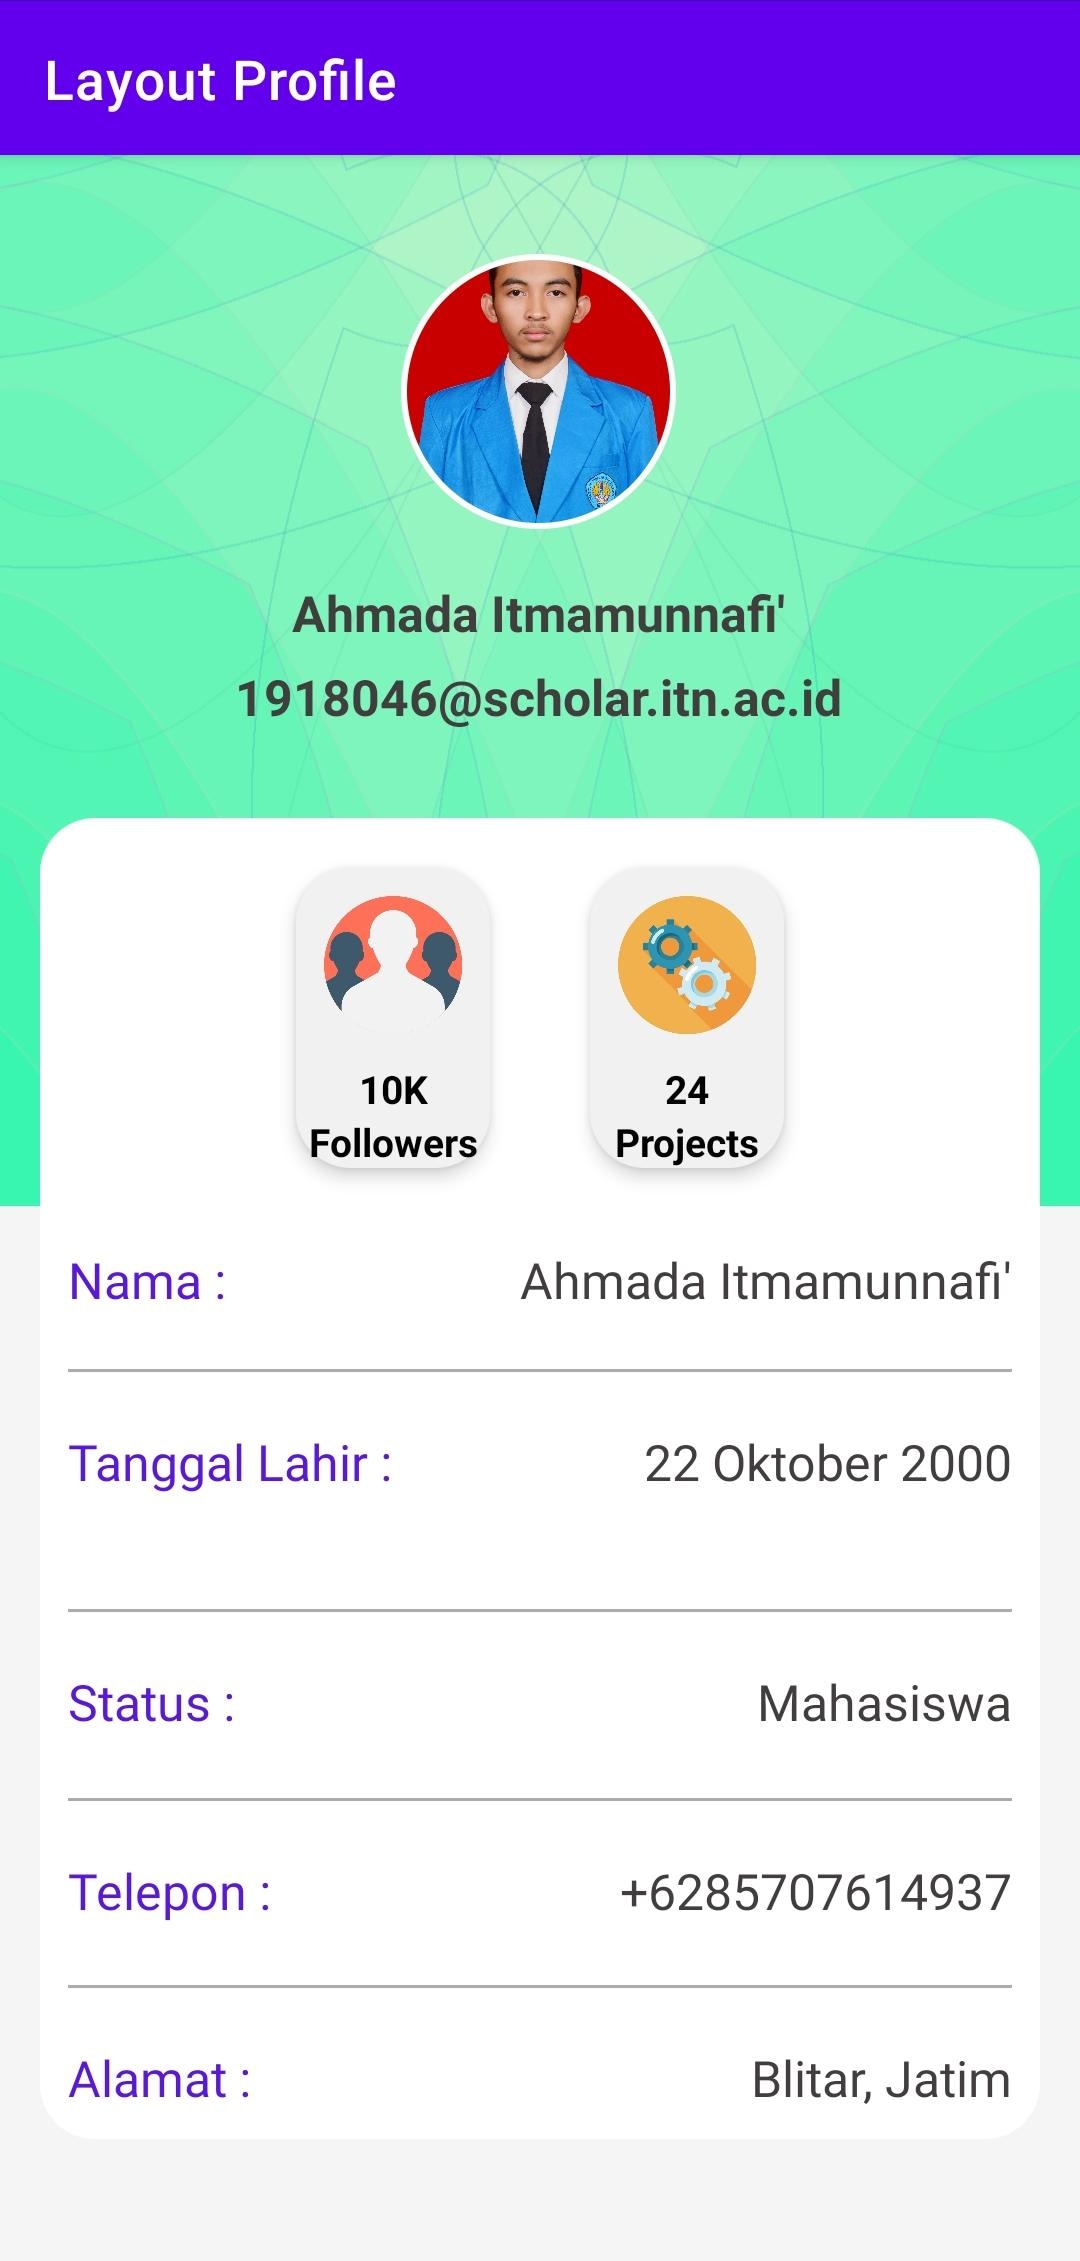 Layout Profile
Ahmada Itmamunnafi'
1918046@scholar.itn.ac.id
10K
Followers
24
Projects
Nama : Ahmada Itmamunnafi'
Tanggal Lahir : 22 Oktober 2000
Status : Mahasiswa
Telepon : +6285707614937
Alamat : Blitar, Jatim